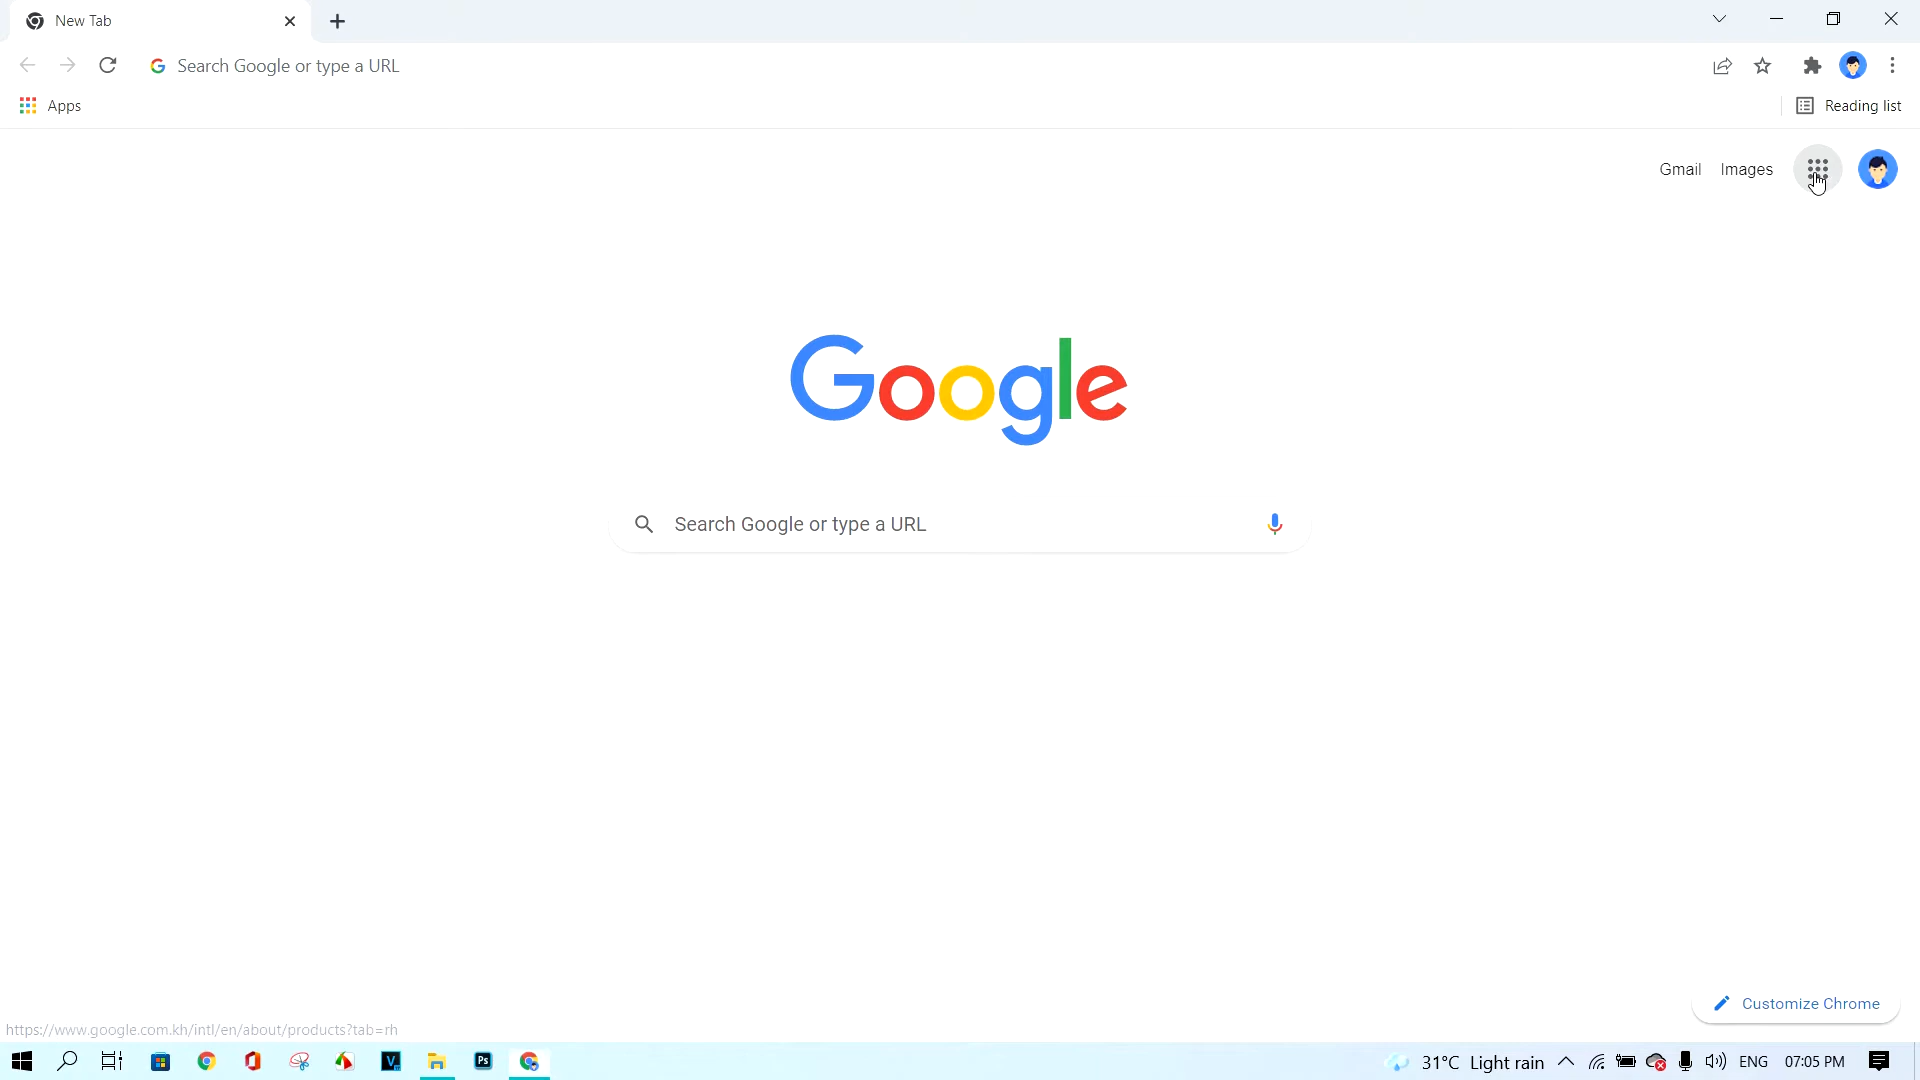 New Tab
Search Google or type a URL
Apps
Reading list
Gmail Images
Google
Search Google or type a URL
Customize Chrome
https://www.google.com.kh/intl/en/about/products?tab=rh
Ps
31°C Light rain ENG 07:05 PM